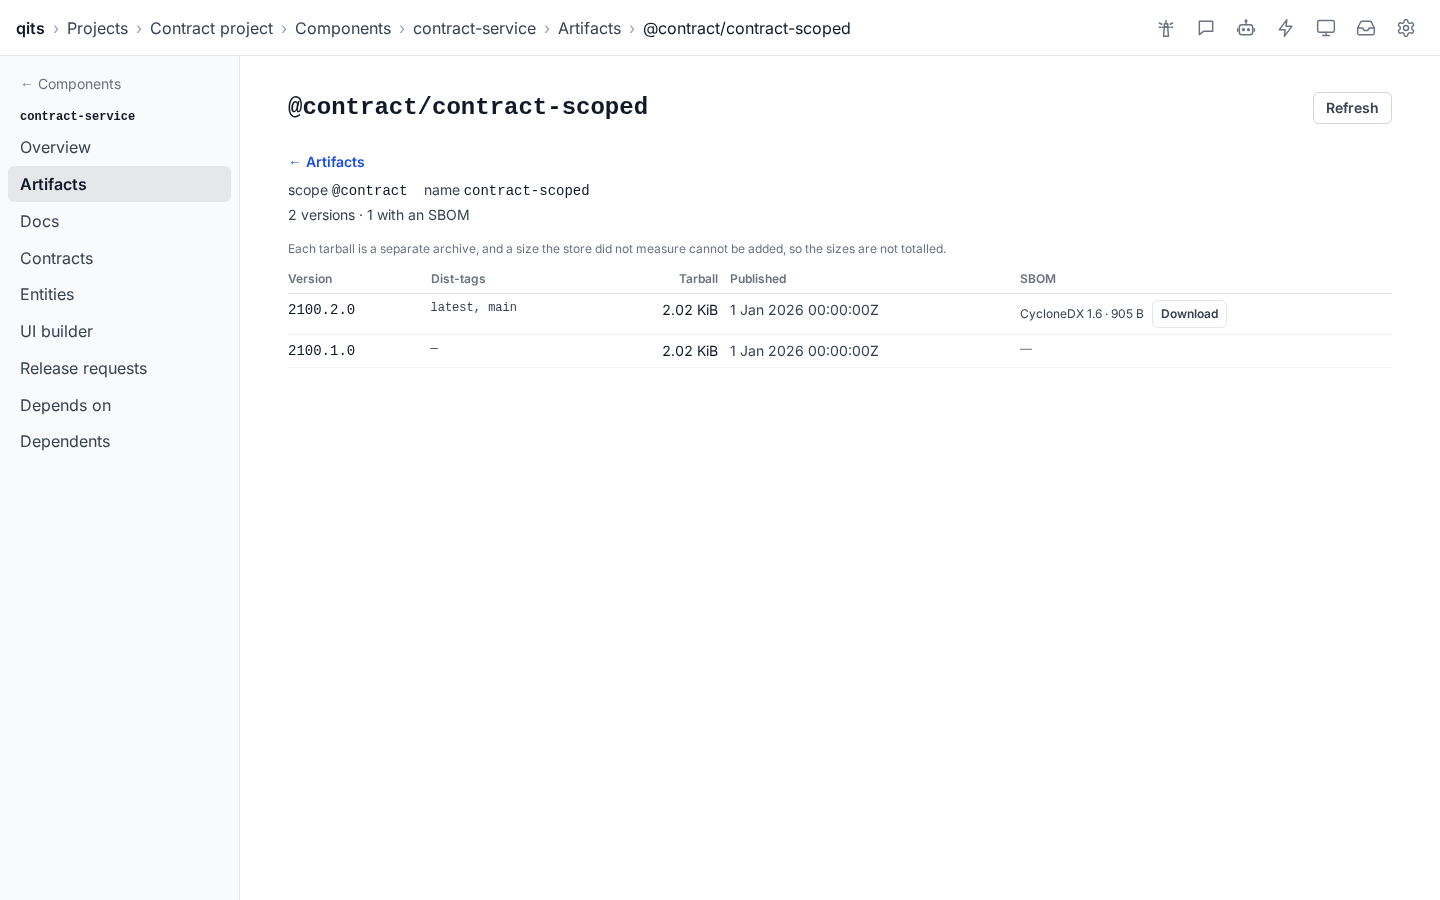 qits › Projects › Contract project › Components › contract-service › Artifacts › @contract/contract-scoped
← Components
contract-service
Overview
Artifacts
Docs
Contracts
Entities
UI builder
Release requests
Depends on
Dependents
@contract/contract-scoped
Refresh
← Artifacts
scope @contract name contract-scoped
2 versions · 1 with an SBOM
Each tarball is a separate archive, and a size the store did not measure cannot be added, so the sizes are not totalled.
Version Dist-tags Tarball Published SBOM
2100.2.0 latest, main 2.02 KiB 1 Jan 2026 00:00:00Z CycloneDX 1.6 · 905 B Download
2100.1.0 — 2.02 KiB 1 Jan 2026 00:00:00Z —